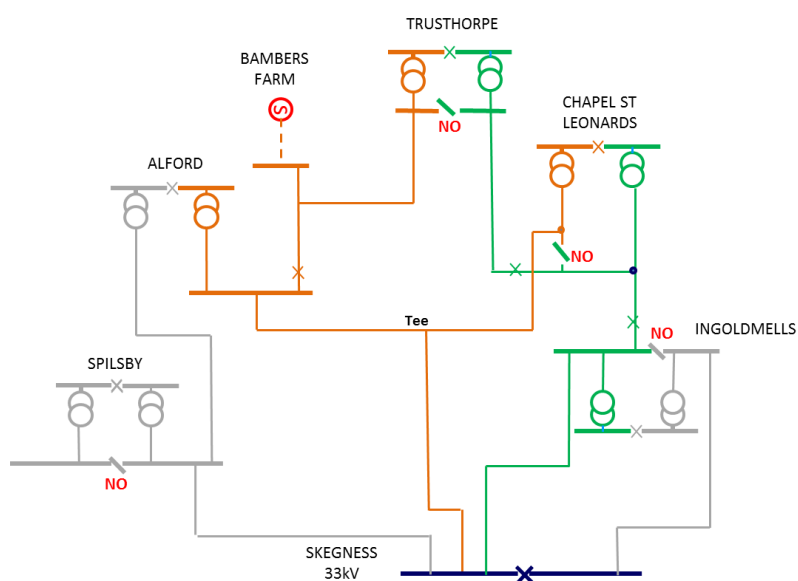 TRUSTHORPE
BAMBERS
FARM
S
NO
CHAPEL ST
LEONARDS
ALFORD
NO
Tee
NO
INGOLDMELLS
SPILSBY
NO
SKEGNESS
33kV